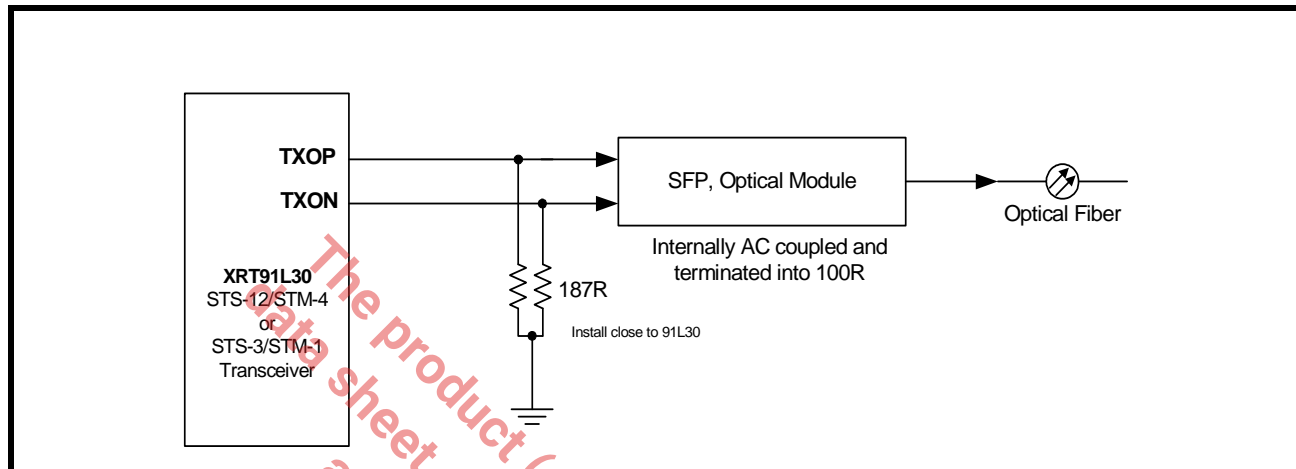 TXOP
TXON
XRT91L30
STS-12/STM-4
or
STS-3/STM-1
Transceiver
SFP, Optical Module
Internally AC coupled and
terminated into 100R
Optical Fiber
187R
Install close to 91L30
The product (
data sheet